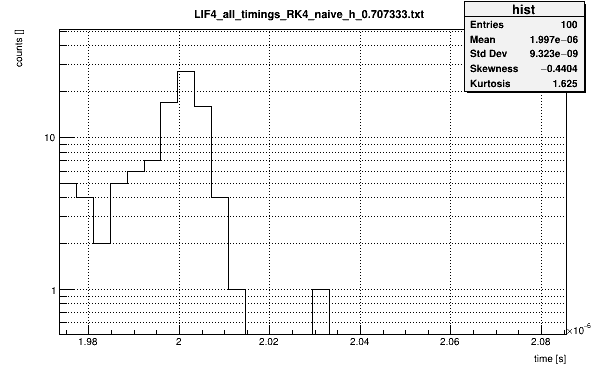 LIF4_all_timings_RK4_naive_h_0.707333.txt
hist
Entries 100
Mean 1.997e−06
Std Dev 9.323e−09
Skewness −0.4404
Kurtosis 1.625
counts []
10
1
1.98 2 2.02 2.04 2.06 2.08
×10⁻⁶
time [s]